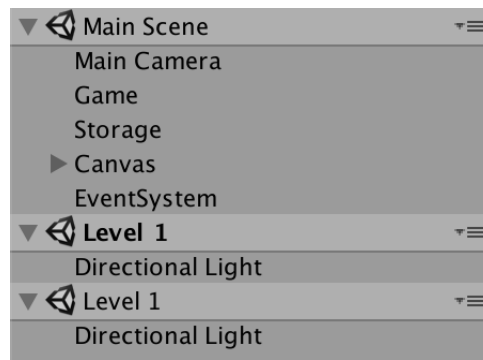 Main Scene
Main Camera
Game
Storage
Canvas
EventSystem
Level 1
Directional Light
Level 1
Directional Light